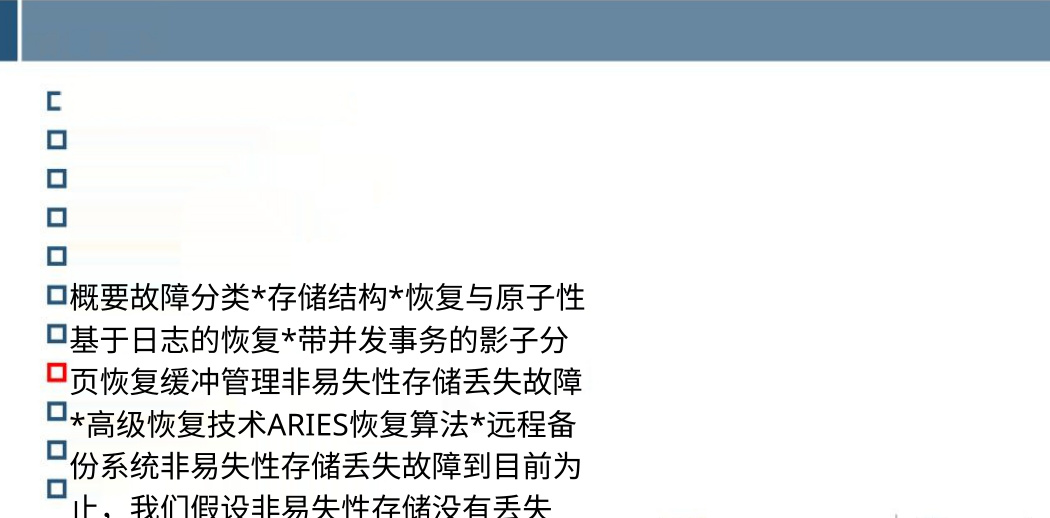 概要故障分类*存储结构*恢复与原子性
基于日志的恢复*带并发事务的影子分
页恢复缓冲管理非易失性存储丢失故障
*高级恢复技术ARIES恢复算法*远程备
份系统非易失性存储丢失故障到目前为
止，我们假设非易失性存储没有丢失